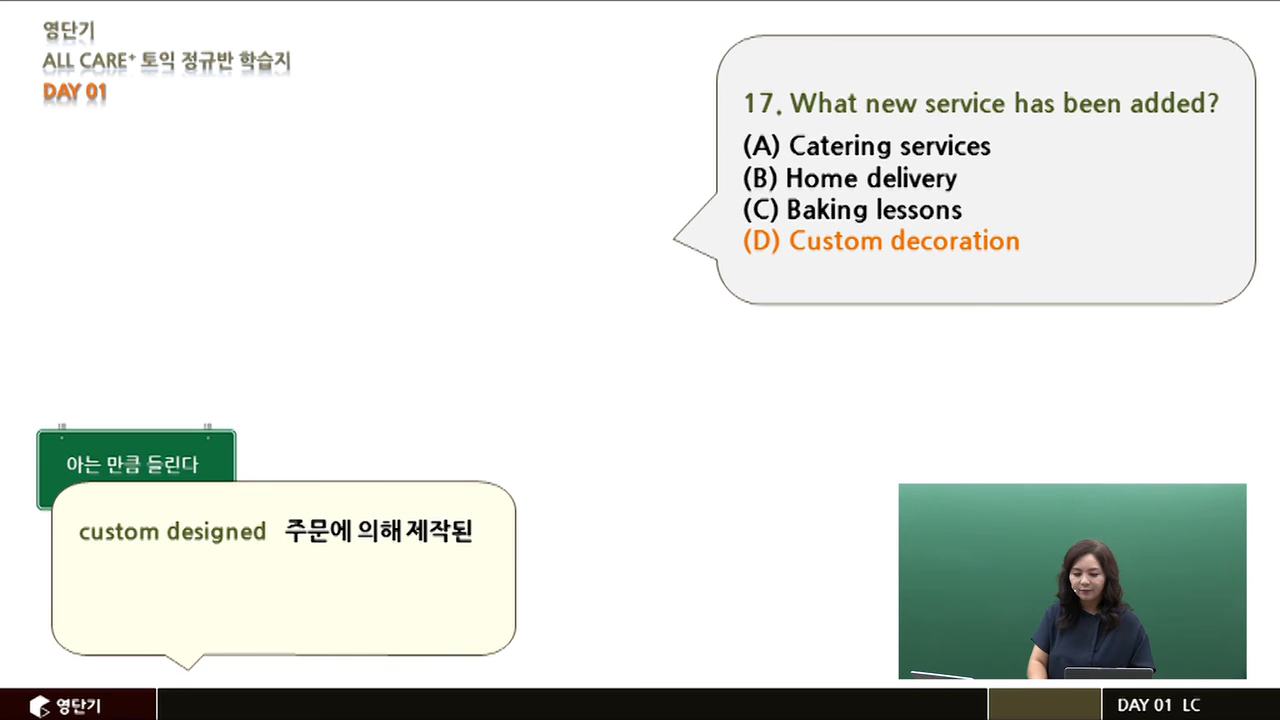 영단기
ALL CARE+ 토익 정규반 학습지
DAY 01
17. What new service has been added?
(A) Catering services
(B) Home delivery
(C) Baking lessons
(D) Custom decoration
아는 만큼 들린다
custom designed 주문에 의해 제작된
영단기
DAY 01 LC